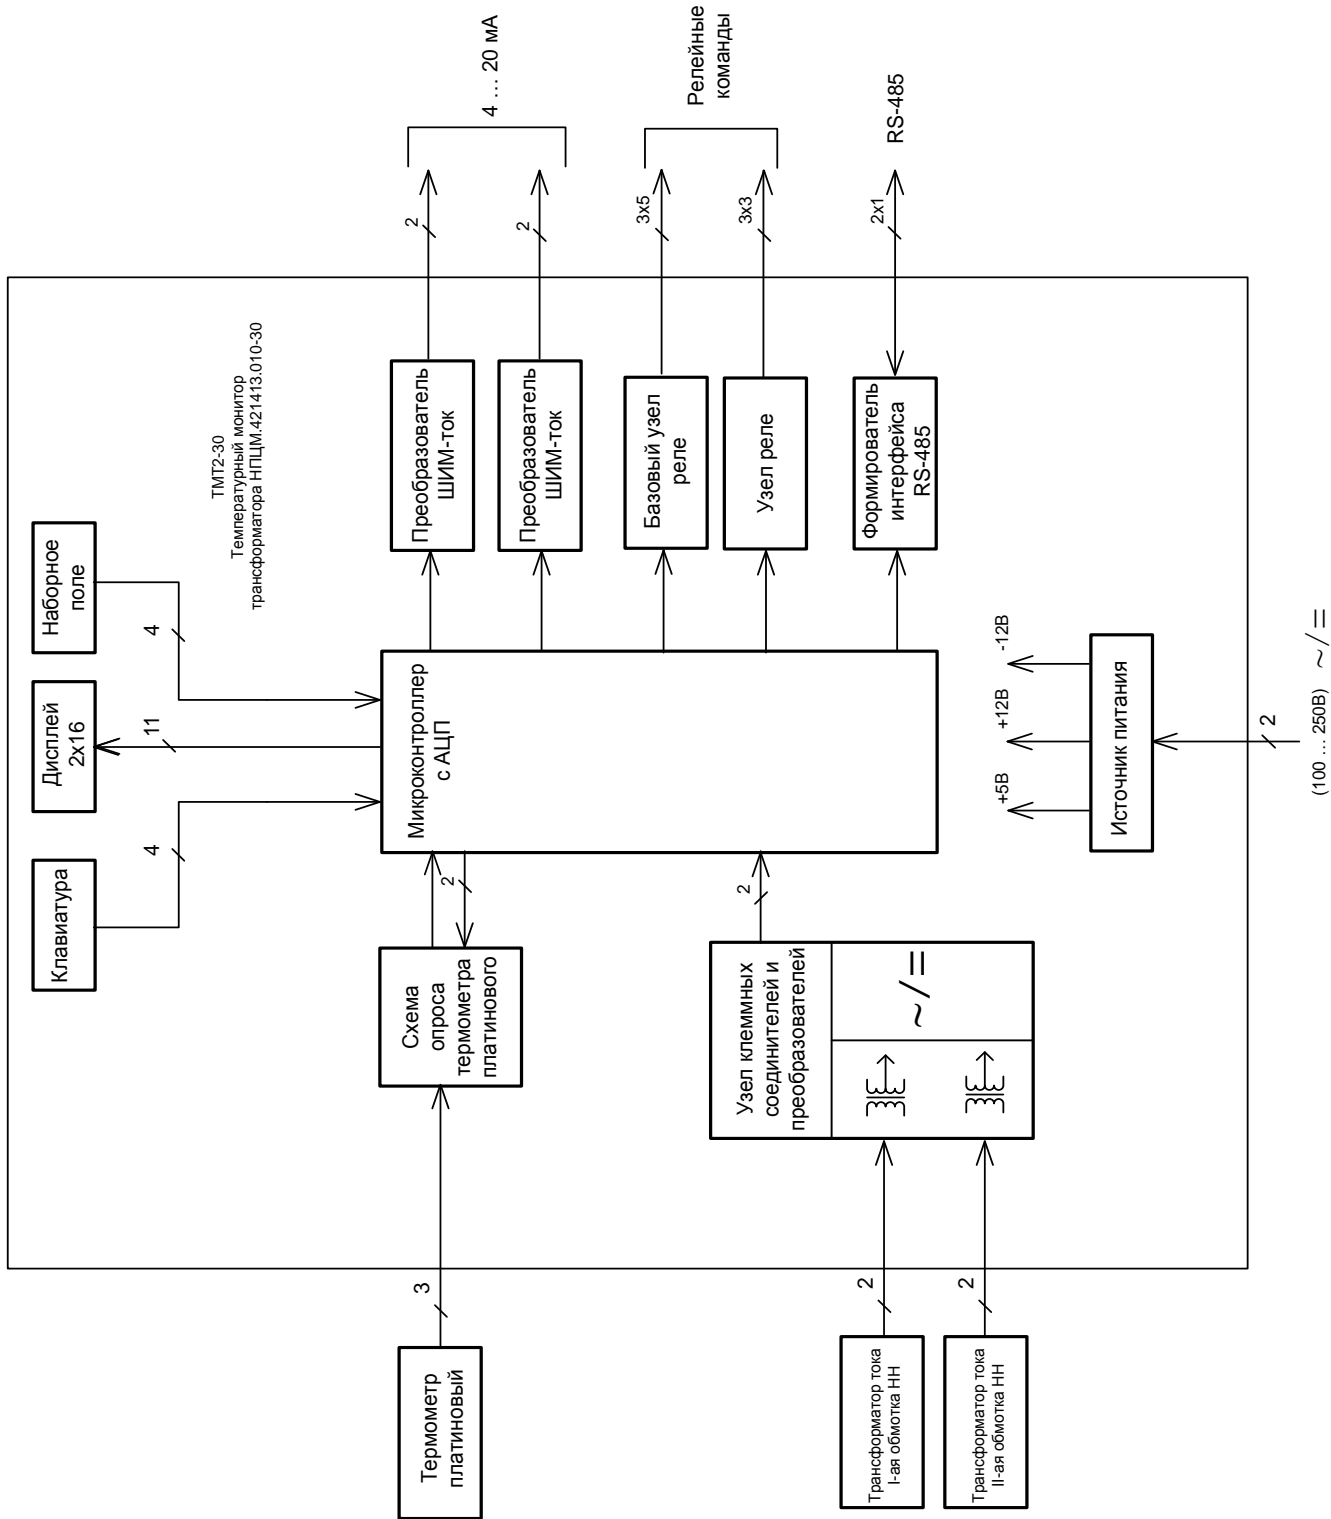 ТМТ2-30
Температурный монитор
трансформатора НПЦМ.421413.010-30
Клавиатура
Дисплей
2х16
Наборное
поле
4
11
4
Термометр
платиновый
3
Схема
опроса
термометра
платинового
2
Микроконтроллер
с АЦП
Преобразователь
ШИМ-ток
2
Преобразователь
ШИМ-ток
2
4 ... 20 мА
Базовый узел
реле
3х5
Узел реле
3х3
Релейные
команды
Формирователь
интерфейса
RS-485
2х1
RS-485
Трансформатор тока
I-ая обмотка НН
2
Трансформатор тока
II-ая обмотка НН
2
Узел клеммных
соединителей и
преобразователей
~/=
2
+5В
+12В
-12В
Источник питания
2
(100 ... 250В) ~/=